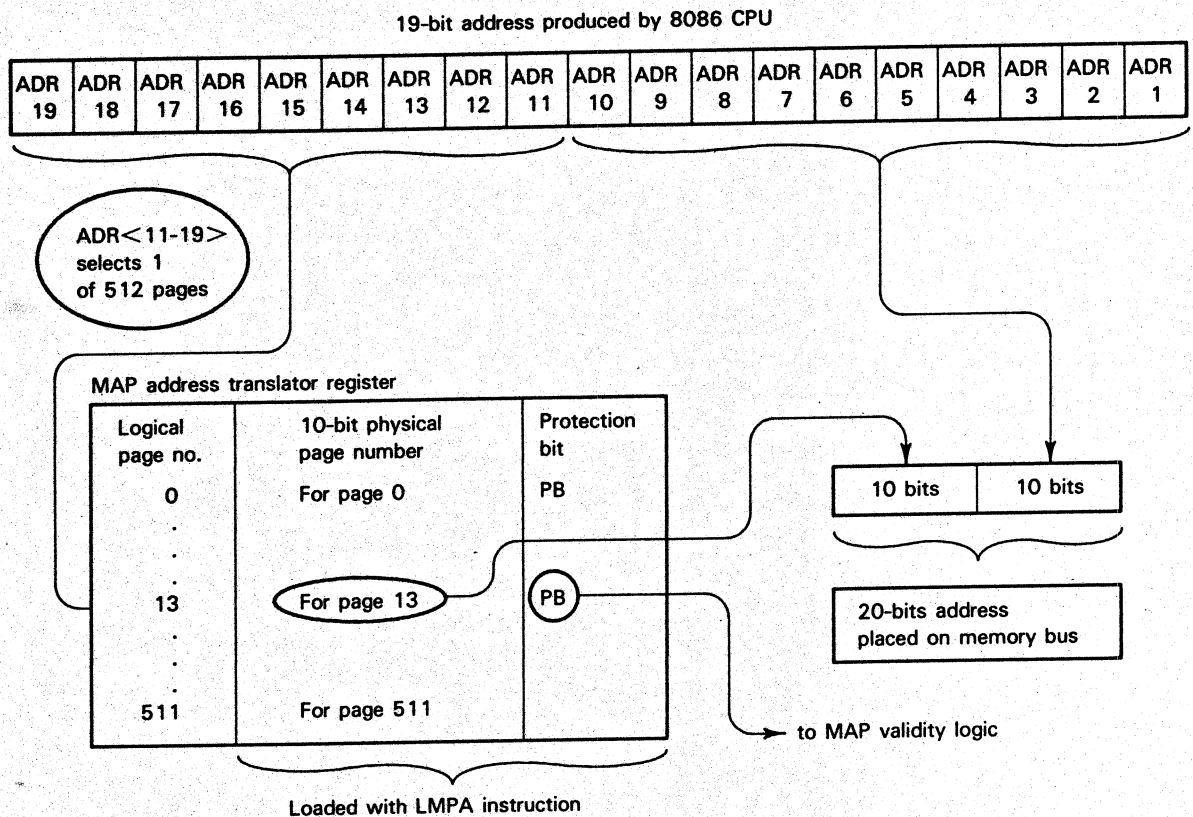 19-bit address produced by 8086 CPU
ADR ADR ADR ADR ADR ADR ADR ADR ADR ADR ADR ADR ADR ADR ADR ADR ADR ADR ADR
19 18 17 16 15 14 13 12 11 10 9 8 7 6 5 4 3 2 1
ADR<11-19>
selects 1
of 512 pages
MAP address translator register
Logical
page no.
10-bit physical
page number
Protection
bit
0 For page 0 PB
13 For page 13 PB
511 For page 511
10 bits 10 bits
20-bits address
placed on memory bus
to MAP validity logic
Loaded with LMPA instruction